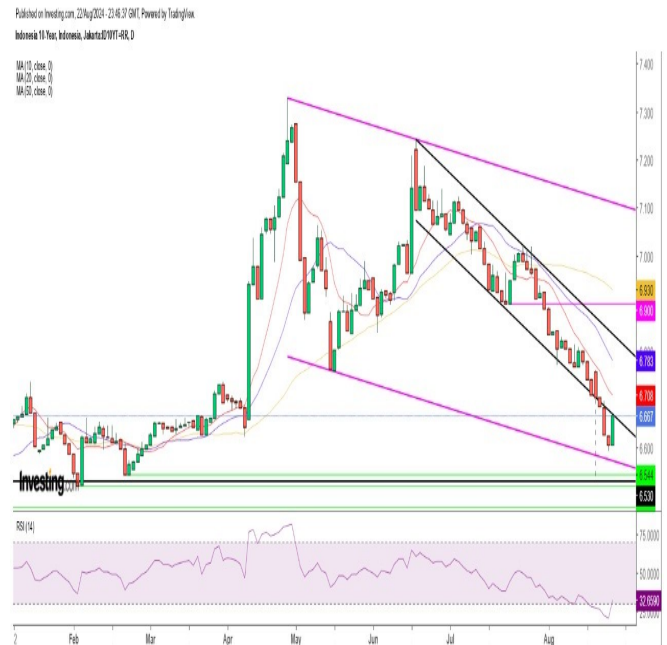 Published on Investing.com, 22/Aug/2024 - 23:46:37 GMT, Powered by TradingView.
Indonesia 10-Year, Indonesia, Jakarta:ID10YT=RR, D
MA (10, close, 0)
MA (20, close, 0)
MA (50, close, 0)
7.400
7.300
7.200
7.100
7.000
6.930
6.900
6.783
6.708
6.667
6.600
6.544
6.530
Investing.com
RSI (14)
75.0000
50.0000
32.6590
2
Feb
Mar
Apr
May
Jun
Jul
Aug